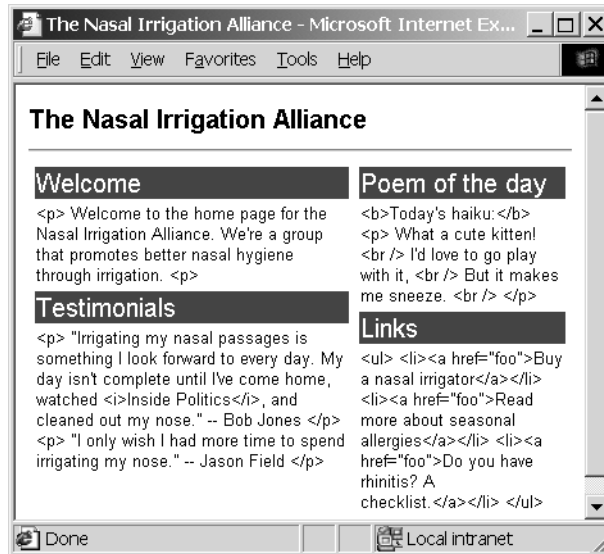 The Nasal Irrigation Alliance - Microsoft Internet Ex...
File Edit View Favorites Tools Help
The Nasal Irrigation Alliance
Welcome
<p> Welcome to the home page for the
Nasal Irrigation Alliance. We're a group
that promotes better nasal hygiene
through irrigation. <p>
Testimonials
<p> "Irrigating my nasal passages is
something I look forward to every day. My
day isn't complete until I've come home,
watched <i>Inside Politics</i>, and
cleaned out my nose." -- Bob Jones </p>
<p> "I only wish I had more time to spend
irrigating my nose." -- Jason Field </p>
Poem of the day
<b>Today's haiku:</b>
<p> What a cute kitten!
<br /> I'd love to go play
with it, <br /> But it makes
me sneeze. <br /> </p>
Links
<ul> <li><a href="foo">Buy
a nasal irrigator</a></li>
<li><a href="foo">Read
more about seasonal
allergies</a></li> <li><a
href="foo">Do you have
rhinitis? A
checklist.</a></li> </ul>
Done
Local intranet